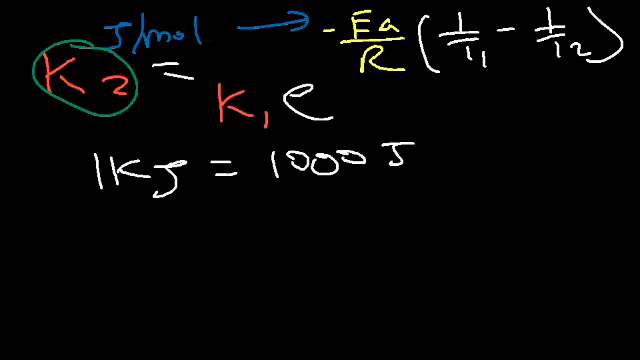 J/mol → - Ea/R (1/T1 - 1/T2)
K2 = K1 e
1KJ = 1000 J